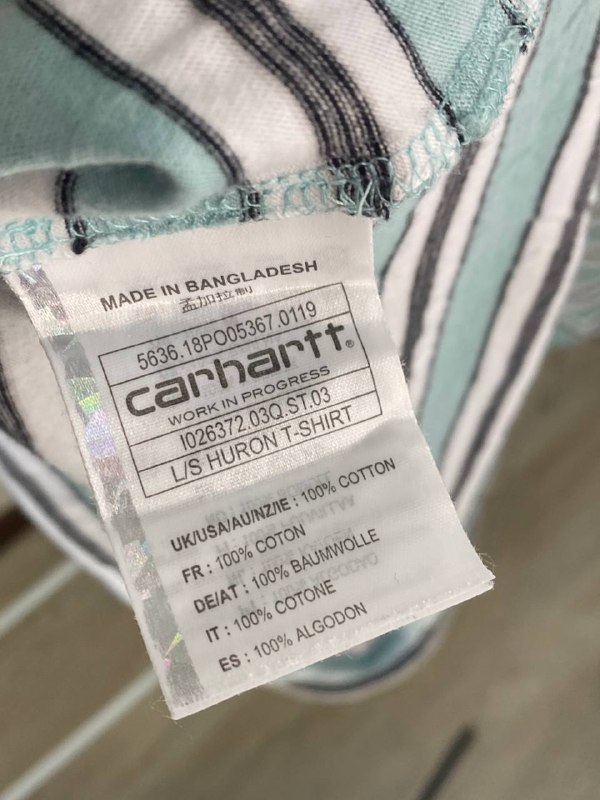 MADE IN BANGLADESH
孟加拉制
5636.18PO05367.0119
carhartt®
WORK IN PROGRESS
I026372.03Q.ST.03
L/S HURON T-SHIRT
UK/USA/AU/NZ/IE : 100% COTTON
FR : 100% COTON
DE/AT : 100% BAUMWOLLE
IT : 100% COTONE
ES : 100% ALGODON